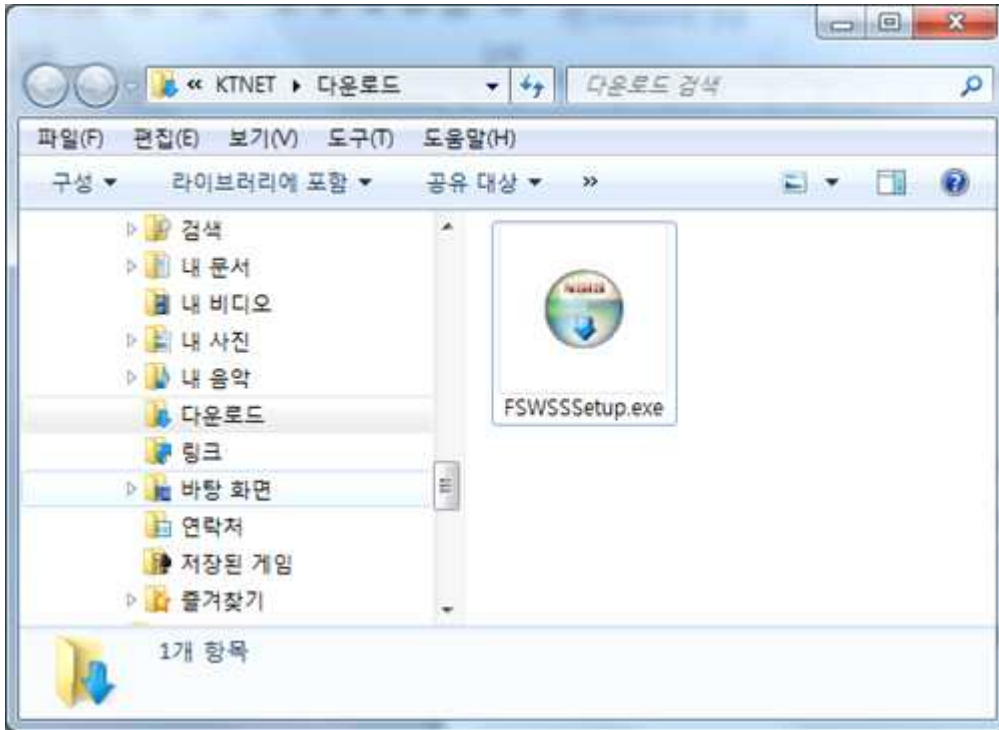 « KTNET ▸ 다운로드
다운로드 검색
파일(F) 편집(E) 보기(V) 도구(T) 도움말(H)
구성 라이브러리에 포함 공유 대상 »
검색
내 문서
내 비디오
내 사진
내 음악
다운로드
링크
바탕 화면
연락처
저장된 게임
즐겨찾기
FSWSSSetup.exe
1개 항목